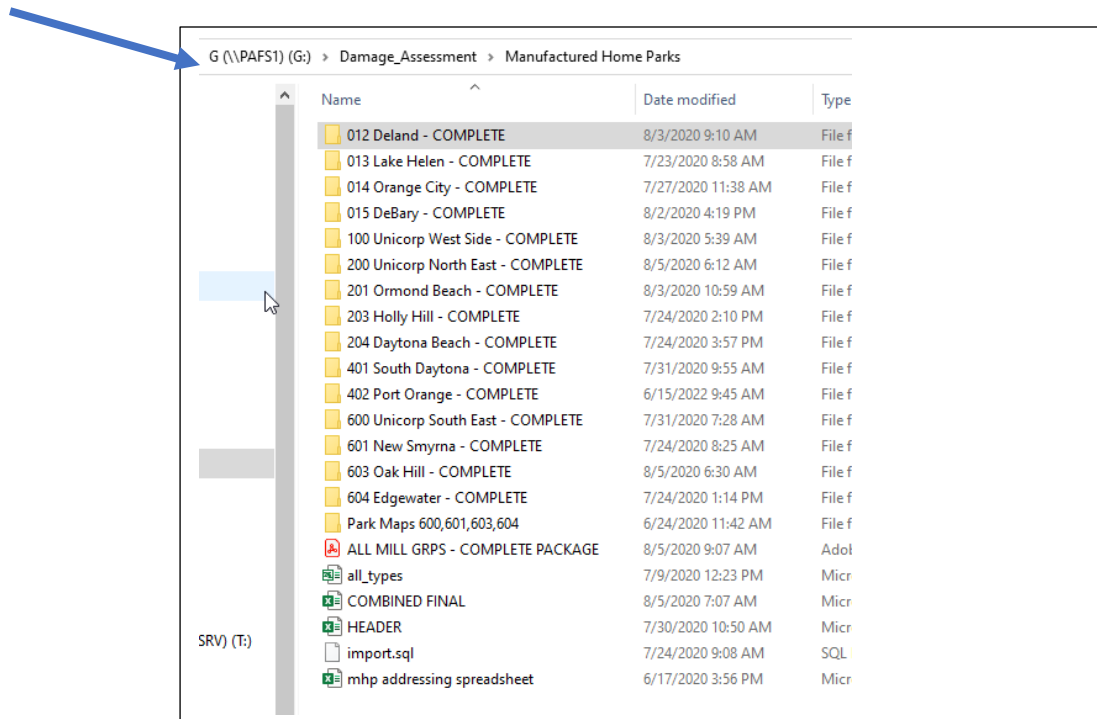 G (\\PAFS1) (G:) > Damage_Assessment > Manufactured Home Parks
Name Date modified Type
012 Deland - COMPLETE 8/3/2020 9:10 AM File f
013 Lake Helen - COMPLETE 7/23/2020 8:58 AM File f
014 Orange City - COMPLETE 7/27/2020 11:38 AM File f
015 DeBary - COMPLETE 8/2/2020 4:19 PM File f
100 Unicorp West Side - COMPLETE 8/3/2020 5:39 AM File f
200 Unicorp North East - COMPLETE 8/5/2020 6:12 AM File f
201 Ormond Beach - COMPLETE 8/3/2020 10:59 AM File f
203 Holly Hill - COMPLETE 7/24/2020 2:10 PM File f
204 Daytona Beach - COMPLETE 7/24/2020 3:57 PM File f
401 South Daytona - COMPLETE 7/31/2020 9:55 AM File f
402 Port Orange - COMPLETE 6/15/2022 9:45 AM File f
600 Unicorp South East - COMPLETE 7/31/2020 7:28 AM File f
601 New Smyrna - COMPLETE 7/24/2020 8:25 AM File f
603 Oak Hill - COMPLETE 8/5/2020 6:30 AM File f
604 Edgewater - COMPLETE 7/24/2020 1:14 PM File f
Park Maps 600,601,603,604 6/24/2020 11:42 AM File f
ALL MILL GRPS - COMPLETE PACKAGE 8/5/2020 9:07 AM Adol
all_types 7/9/2020 12:23 PM Micr
COMBINED FINAL 8/5/2020 7:07 AM Micr
HEADER 7/30/2020 10:50 AM Micr
SRV) (T:)
import.sql 7/24/2020 9:08 AM SQL
mhp addressing spreadsheet 6/17/2020 3:56 PM Micr